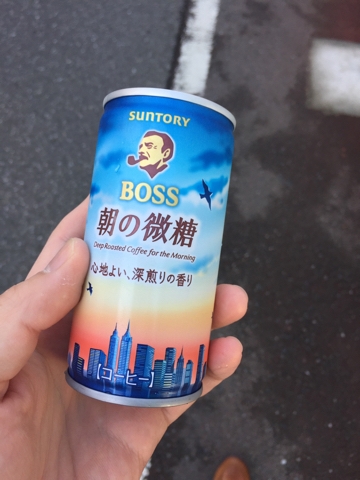 SUNTORY
BOSS
朝の微糖
Deep Roasted Coffee for the Morning
心地よい、深煎りの香り
【コーヒー】